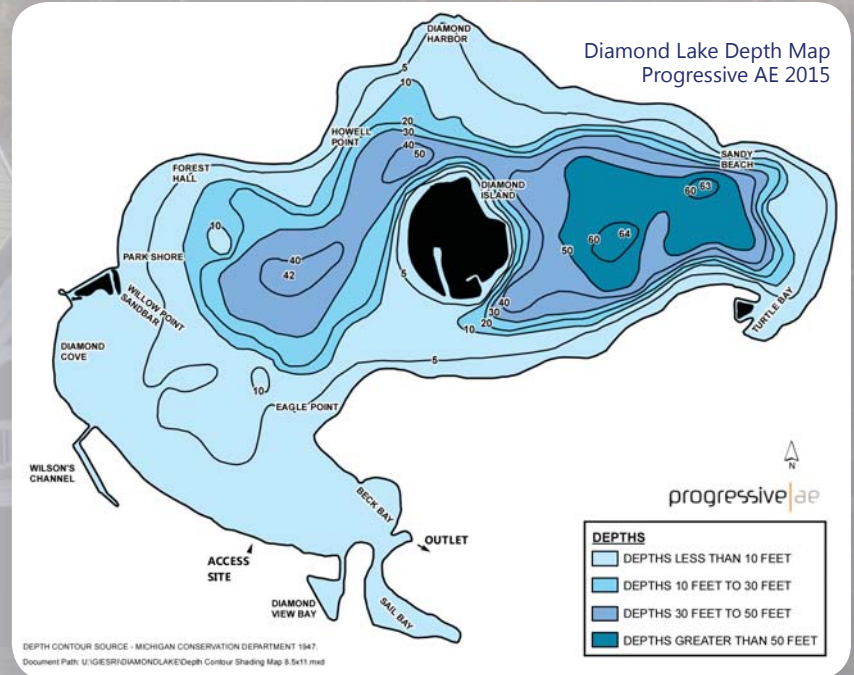 Diamond Lake Depth Map
Progressive AE 2015
DIAMOND
HARBOR
5
10
20
30
40
50
HOWELL
POINT
FOREST
HALL
SANDY
BEACH
DIAMOND
ISLAND
60
63
10
60
64
50
PARK SHORE
40
42
WILLOW POINT
SANDBAR
5
40
30
20
10
TURTLE BAY
DIAMOND
COVE
5
10
EAGLE POINT
WILSON'S
CHANNEL
N
progressive|ae
BECK BAY
OUTLET
ACCESS
SITE
DIAMOND
VIEW BAY
SAIL BAY
DEPTHS
DEPTHS LESS THAN 10 FEET
DEPTHS 10 FEET TO 30 FEET
DEPTHS 30 FEET TO 50 FEET
DEPTHS GREATER THAN 50 FEET
DEPTH CONTOUR SOURCE - MICHIGAN CONSERVATION DEPARTMENT 1947.
Document Path: U:\GIESRI\DIAMONDLAKE\Depth Contour Shading Map 8.5x11.mxd